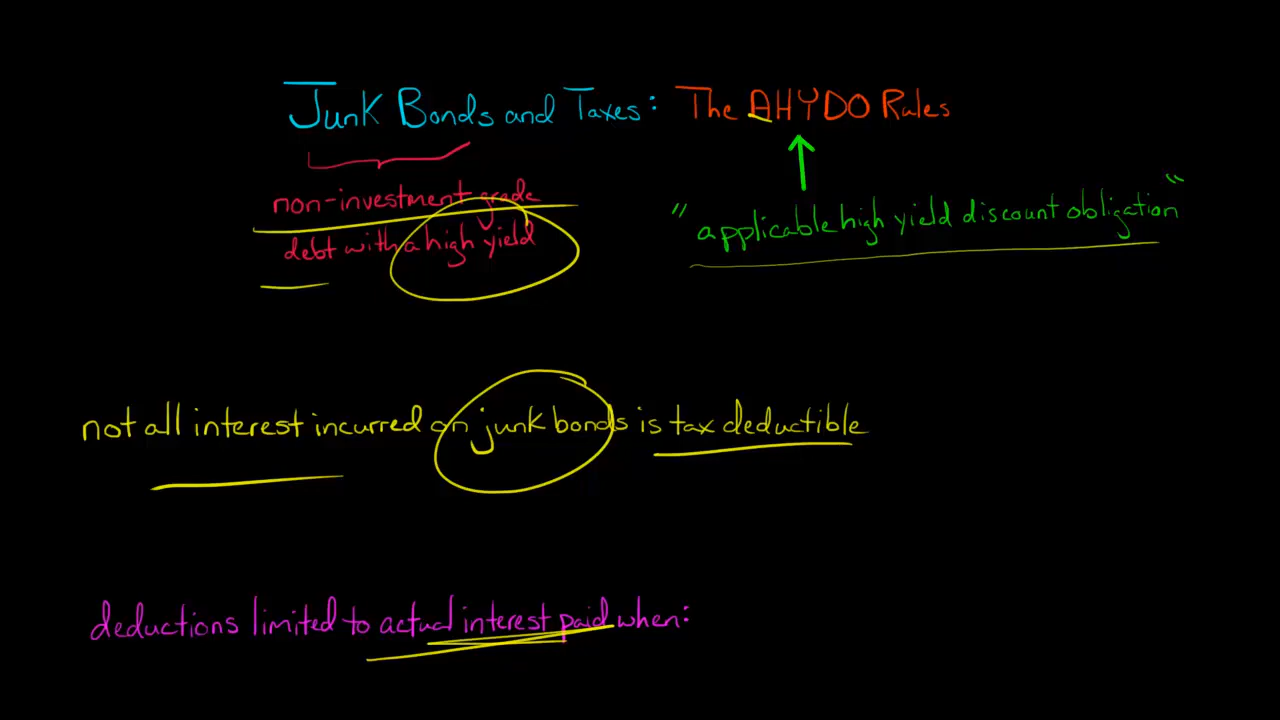 Junk Bonds and Taxes: The AHYDO Rules
non-investment grade
debt with a high yield
"applicable high yield discount obligation"
not all interest incurred on junk bonds is tax deductible
deductions limited to actual interest paid when: